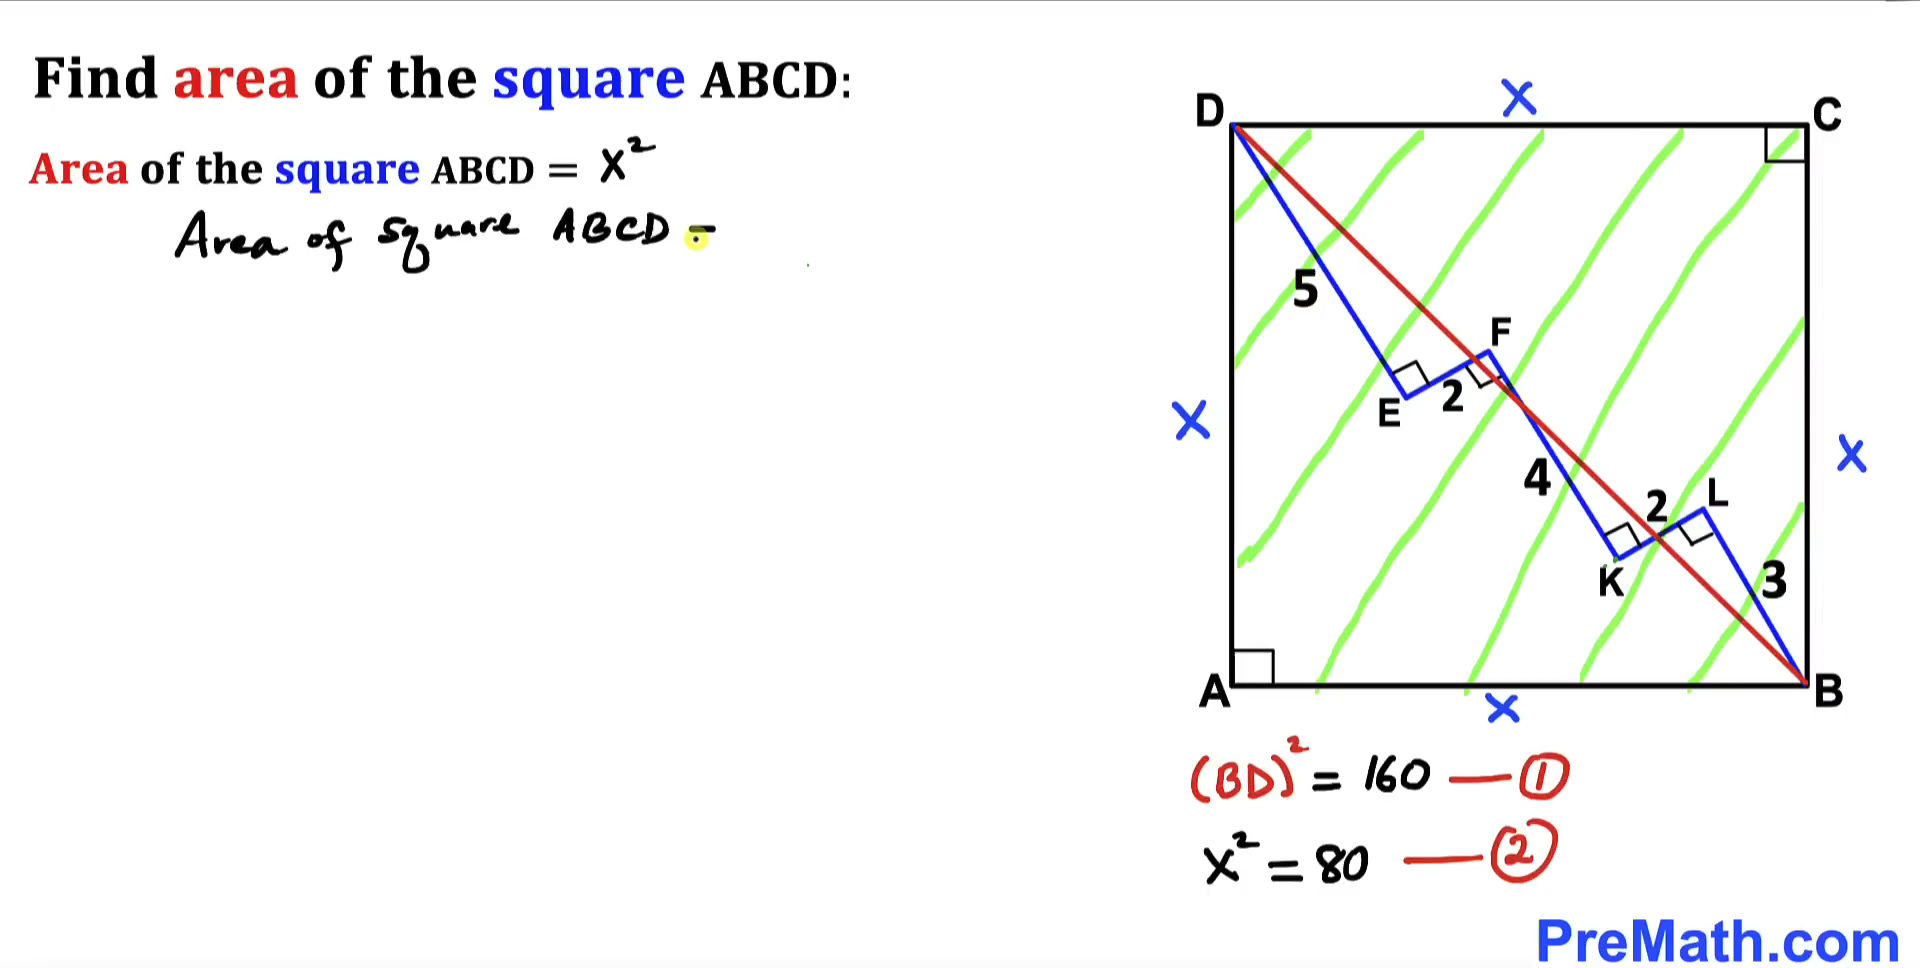 Find area of the square ABCD:
Area of the square ABCD = x²
Area of square ABCD =
D
x
C
5
F
E
2
x
4
x
2
L
K
3
A
x
B
(BD)² = 160 — ①
x² = 80 — ②
PreMath.com